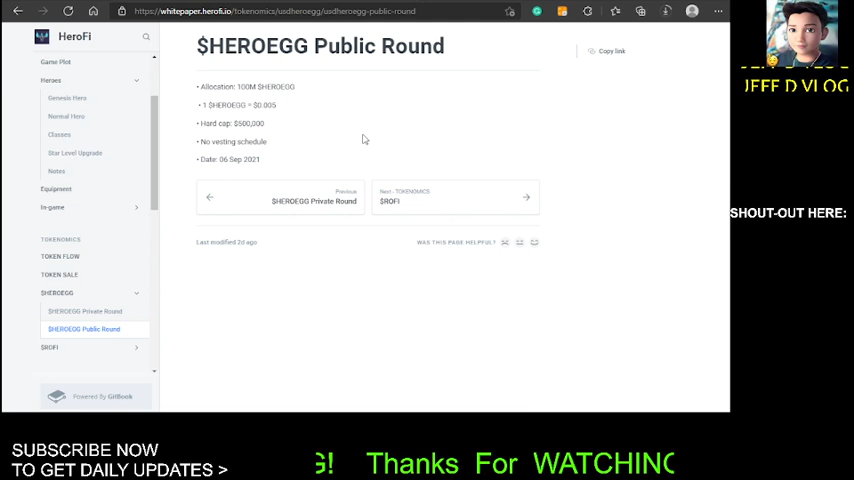 https://whitepaper.herofi.io/tokenomics/usdheroegg/usdheroegg-public-round
HeroFi
Game Plot
Heroes
Genesis Hero
Normal Hero
Classes
Star Level Upgrade
Notes
Equipment
In-game
TOKENOMICS
TOKEN FLOW
TOKEN SALE
$HEROEGG
$HEROEGG Private Round
$HEROEGG Public Round
$ROFI
Powered By GitBook
$HEROEGG Public Round
Copy link
• Allocation: 100M $HEROEGG
• 1 $HEROEGG = $0.005
• Hard cap: $500,000
• No vesting schedule
• Date: 06 Sep 2021
Previous
$HEROEGG Private Round
Next - TOKENOMICS
$ROFI
Last modified 2d ago
WAS THIS PAGE HELPFUL?
JEFF D VLOG
SHOUT-OUT HERE:
SUBSCRIBE NOW
TO GET DAILY UPDATES >
G! Thanks For WATCHING